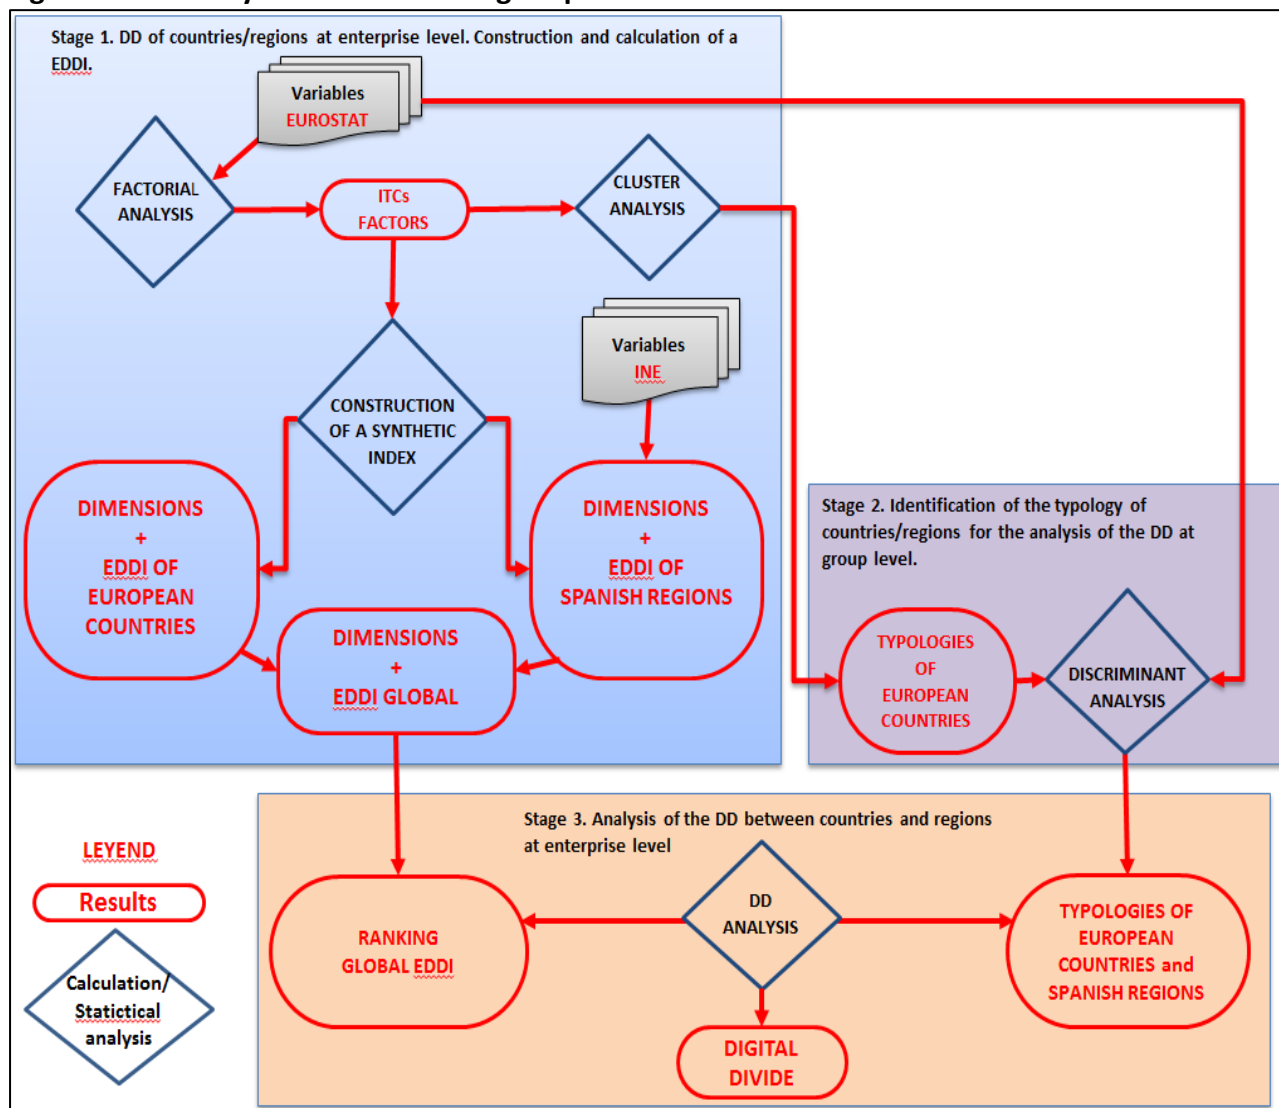 Stage 1. DD of countries/regions at enterprise level. Construction and calculation of a
EDDI.
Variables
EUROSTAT
FACTORIAL
ANALYSIS
ITCs
FACTORS
CLUSTER
ANALYSIS
Variables
INE
CONSTRUCTION
OF A SYNTHETIC
INDEX
DIMENSIONS
+
EDDI OF
EUROPEAN
COUNTRIES
DIMENSIONS
+
EDDI OF
SPANISH REGIONS
DIMENSIONS
+
EDDI GLOBAL
Stage 2. Identification of the typology of
countries/regions for the analysis of the DD at
group level.
TYPOLOGIES
OF
EUROPEAN
COUNTRIES
DISCRIMINANT
ANALYSIS
Stage 3. Analysis of the DD between countries and regions
at enterprise level
DD
ANALYSIS
RANKING
GLOBAL EDDI
TYPOLOGIES OF
EUROPEAN
COUNTRIES and
SPANISH REGIONS
DIGITAL
DIVIDE
LEYEND
Results
Calculation/
Statictical
analysis